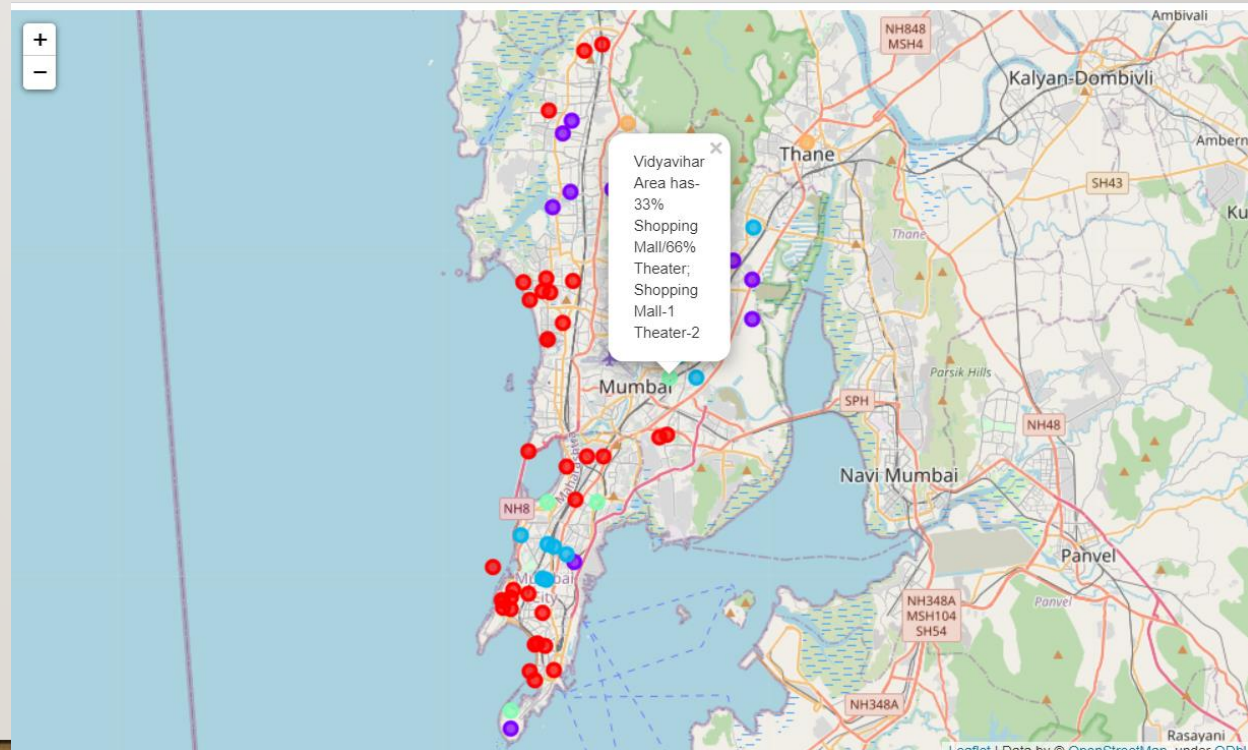 +
−
NH848
MSH4
Ambivali
Kalyan-Dombivli
Thane
SH43
Thane
×
Vidyavihar
Area has-
33%
Shopping
Mall/66%
Theater;
Shopping
Mall-1
Theater-2
Mumbai
Parsik Hills
SPH
NH48
Navi Mumbai
NH8
Panvel
Mumbai
City
NH348A
MSH104
SH54
Panvel
NH348A
Rasayani
Leaflet | Data by © OpenStreetMap, under